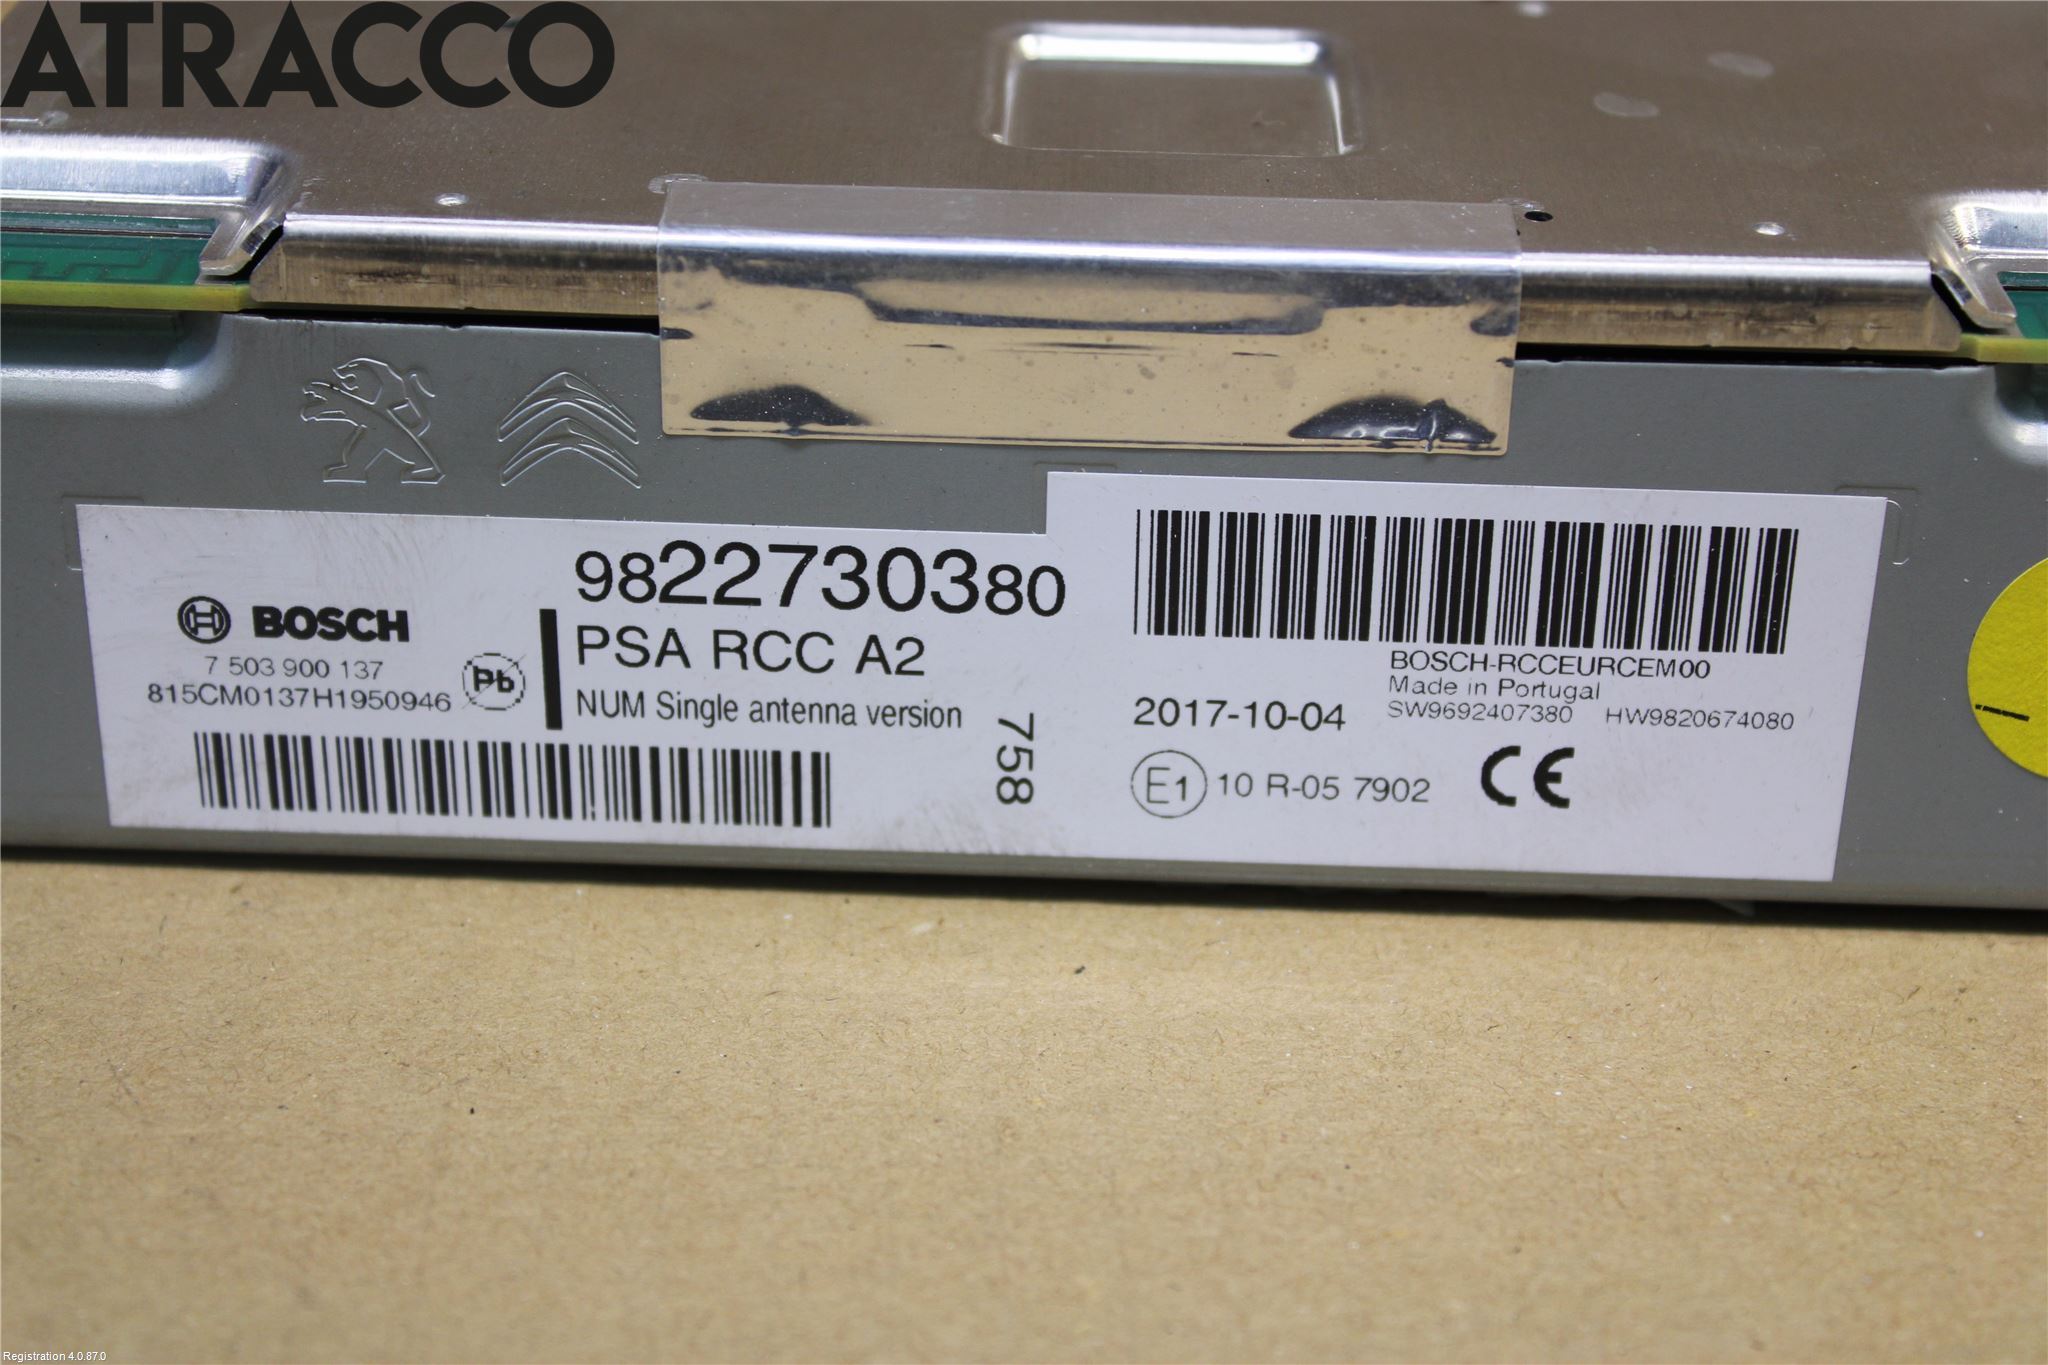 ATRACCO
9822730380
BOSCH
PSA RCC A2
7 503 900 137
Pb
815CM0137H1950946
NUM Single antenna version
758
BOSCH-RCCEURCEM00
Made in Portugal
2017-10-04
SW9692407380 HW9820674080
E1 10 R-05 7902 CE
Registration 4.0.87.0